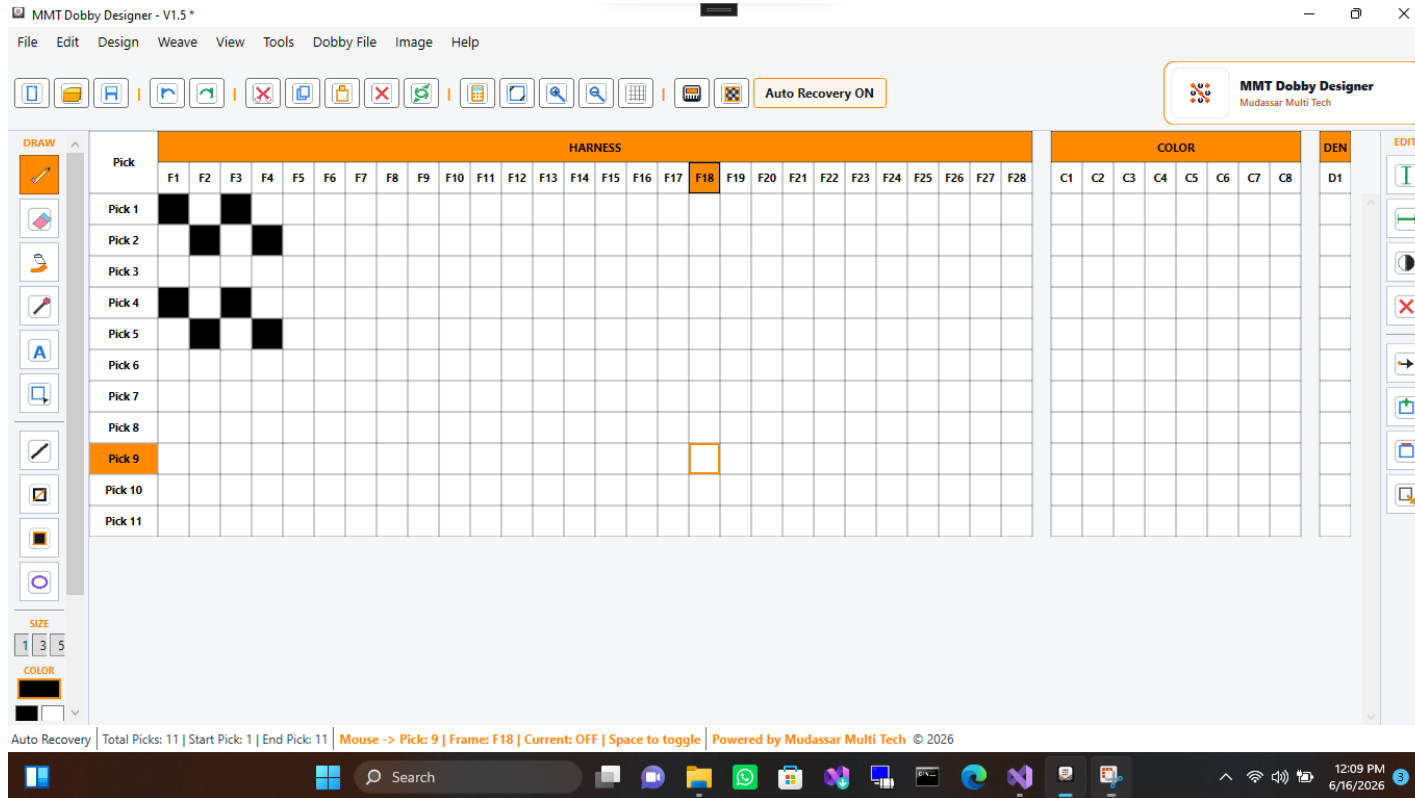 MMT Dobby Designer - V1.5 *
File Edit Design Weave View Tools Dobby File Image Help
Auto Recovery ON
MMT Dobby Designer
Mudassar Multi Tech
DRAW
Pick
HARNESS
COLOR
DEN
EDIT
F1 F2 F3 F4 F5 F6 F7 F8 F9 F10 F11 F12 F13 F14 F15 F16 F17 F18 F19 F20 F21 F22 F23 F24 F25 F26 F27 F28 C1 C2 C3 C4 C5 C6 C7 C8 D1
Pick 1
Pick 2
Pick 3
Pick 4
Pick 5
Pick 6
Pick 7
Pick 8
Pick 9
Pick 10
Pick 11
A
SIZE
1 3 5
COLOR
Auto Recovery Total Picks: 11 | Start Pick: 1 | End Pick: 11 Mouse -> Pick: 9 | Frame: F18 | Current: OFF | Space to toggle Powered by Mudassar Multi Tech © 2026
Search
12:09 PM
6/16/2026
3